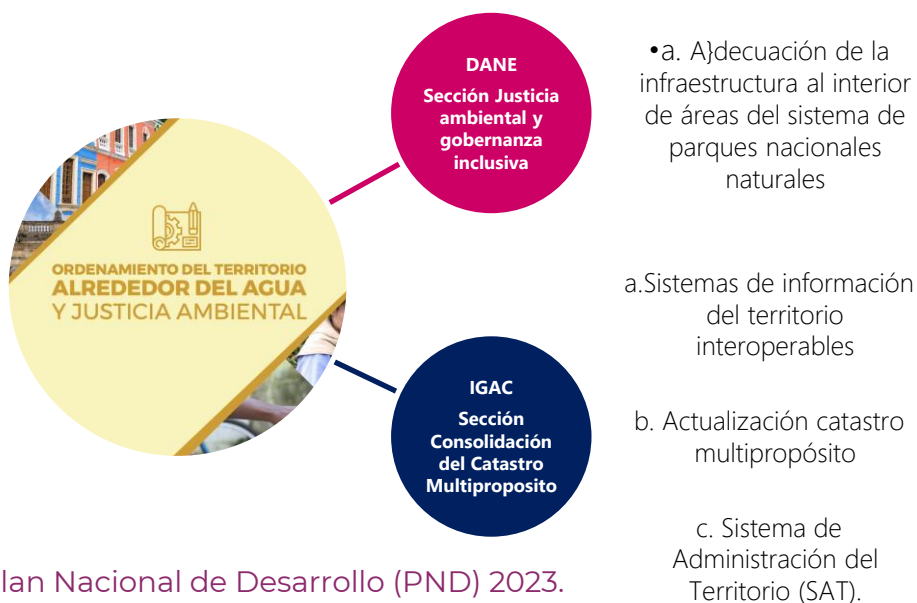 ORDENAMIENTO DEL TERRITORIO
ALREDEDOR DEL AGUA
Y JUSTICIA AMBIENTAL
DANE
Sección Justicia
ambiental y
gobernanza
inclusiva
•a. A}decuación de la
infraestructura al interior
de áreas del sistema de
parques nacionales
naturales
IGAC
Sección
Consolidación
del Catastro
Multiproposito
a.Sistemas de información
del territorio
interoperables
b. Actualización catastro
multipropósito
c. Sistema de
Administración del
Territorio (SAT).
lan Nacional de Desarrollo (PND) 2023.